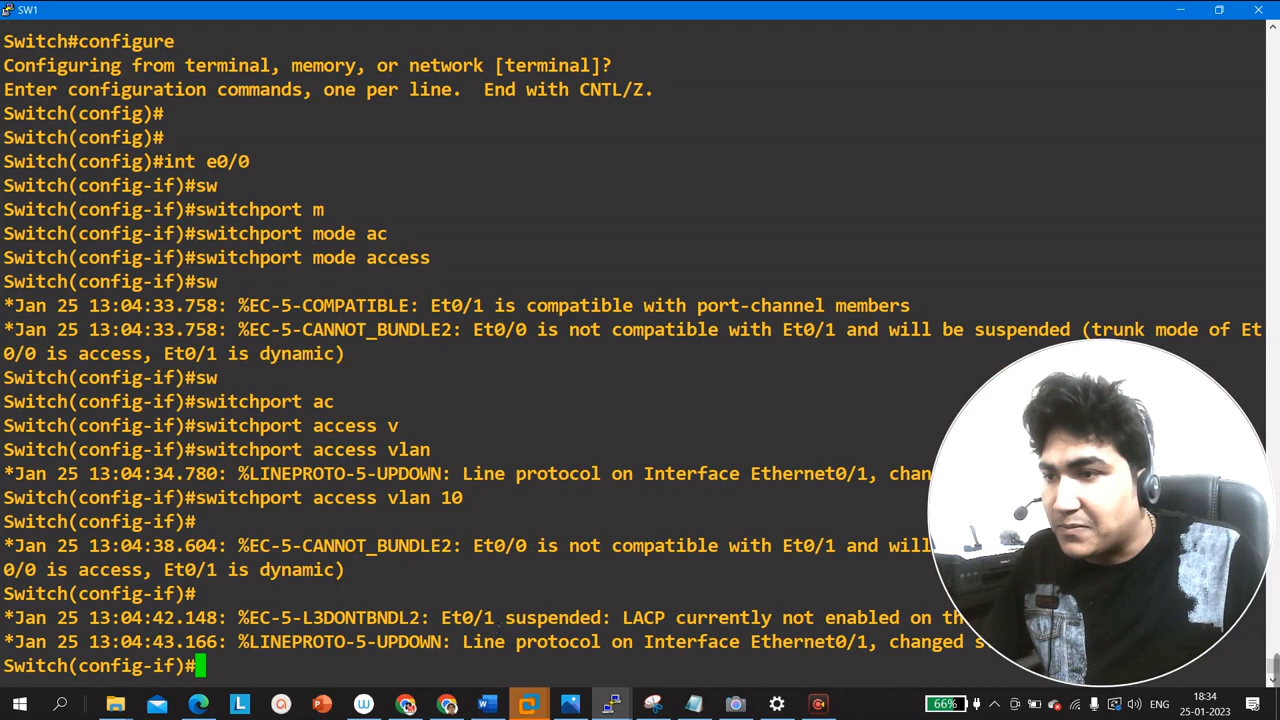 SW1
Switch#configure
Configuring from terminal, memory, or network [terminal]?
Enter configuration commands, one per line.  End with CNTL/Z.
Switch(config)#
Switch(config)#
Switch(config)#int e0/0
Switch(config-if)#sw
Switch(config-if)#switchport m
Switch(config-if)#switchport mode ac
Switch(config-if)#switchport mode access
Switch(config-if)#sw
*Jan 25 13:04:33.758: %EC-5-COMPATIBLE: Et0/1 is compatible with port-channel members
*Jan 25 13:04:33.758: %EC-5-CANNOT_BUNDLE2: Et0/0 is not compatible with Et0/1 and will be suspended (trunk mode of Et
0/0 is access, Et0/1 is dynamic)
Switch(config-if)#sw
Switch(config-if)#switchport ac
Switch(config-if)#switchport access v
Switch(config-if)#switchport access vlan
*Jan 25 13:04:34.780: %LINEPROTO-5-UPDOWN: Line protocol on Interface Ethernet0/1, chan
Switch(config-if)#switchport access vlan 10
Switch(config-if)#
*Jan 25 13:04:38.604: %EC-5-CANNOT_BUNDLE2: Et0/0 is not compatible with Et0/1 and will
0/0 is access, Et0/1 is dynamic)
Switch(config-if)#
*Jan 25 13:04:42.148: %EC-5-L3DONTBNDL2: Et0/1 suspended: LACP currently not enabled on th
*Jan 25 13:04:43.166: %LINEPROTO-5-UPDOWN: Line protocol on Interface Ethernet0/1, changed s
Switch(config-if)#
66%
ENG
18:34
25-01-2023